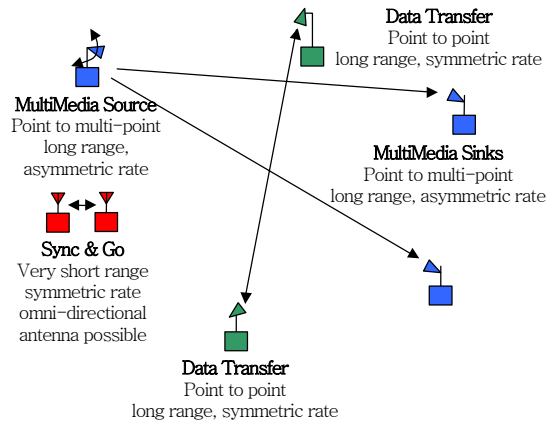 Data Transfer
Point to point
long range, symmetric rate
MultiMedia Source
Point to multi-point
long range,
asymmetric rate
MultiMedia Sinks
Point to multi-point
long range, asymmetric rate
Sync & Go
Very short range
symmetric rate
omni-directional
antenna possible
Data Transfer
Point to point
long range, symmetric rate